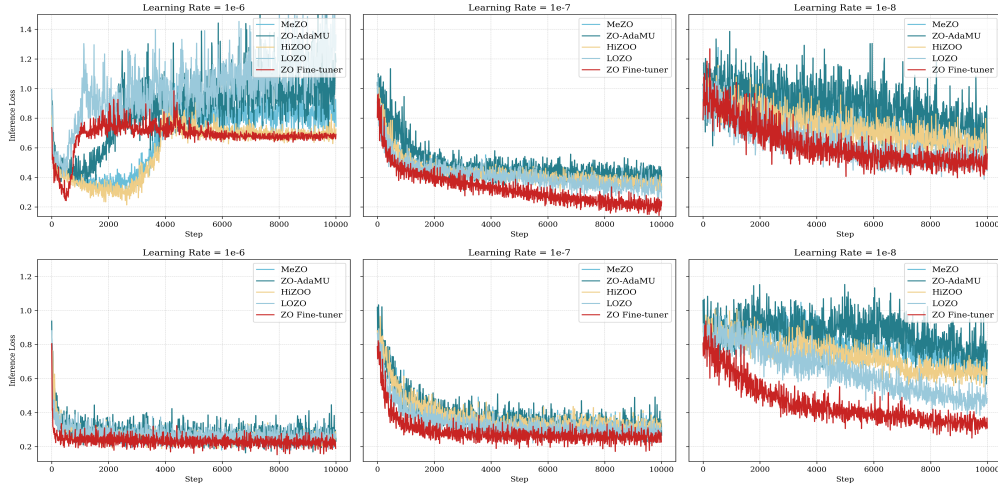 Learning Rate = 1e-6
Inference Loss
1.4
1.2
1.0
0.8
0.6
0.4
0.2
MeZO
ZO-AdaMU
HiZOO
LOZO
ZO Fine-tuner
0 2000 4000 6000 8000 10000
Step
Learning Rate = 1e-7
MeZO
ZO-AdaMU
HiZOO
LOZO
ZO Fine-tuner
0 2000 4000 6000 8000 10000
Step
Learning Rate = 1e-8
MeZO
ZO-AdaMU
HiZOO
LOZO
ZO Fine-tuner
0 2000 4000 6000 8000 10000
Step
Learning Rate = 1e-6
Inference Loss
1.2
1.0
0.8
0.6
0.4
0.2
MeZO
ZO-AdaMU
HiZOO
LOZO
ZO Fine-tuner
0 2000 4000 6000 8000 10000
Step
Learning Rate = 1e-7
MeZO
ZO-AdaMU
HiZOO
LOZO
ZO Fine-tuner
0 2000 4000 6000 8000 10000
Step
Learning Rate = 1e-8
MeZO
ZO-AdaMU
HiZOO
LOZO
ZO Fine-tuner
0 2000 4000 6000 8000 10000
Step